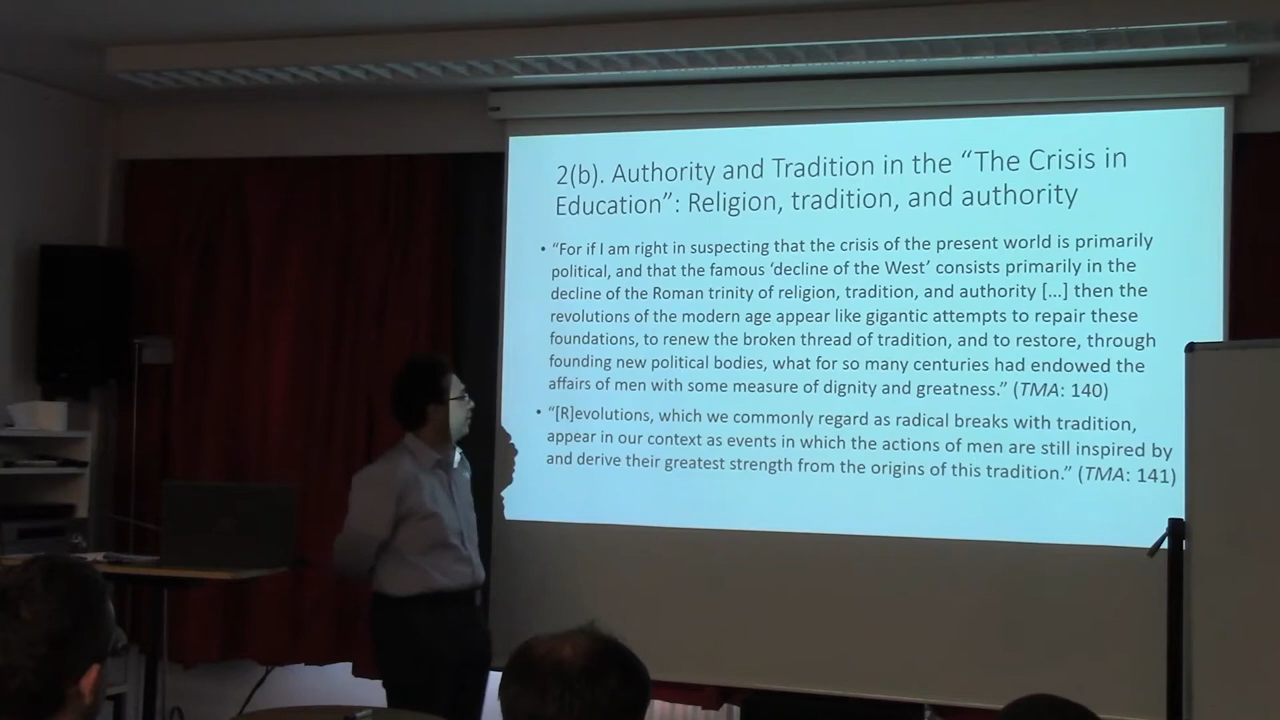 2(b). Authority and Tradition in the “The Crisis in
Education”: Religion, tradition, and authority
• “For if I am right in suspecting that the crisis of the present world is primarily
political, and that the famous ‘decline of the West’ consists primarily in the
decline of the Roman trinity of religion, tradition, and authority [...] then the
revolutions of the modern age appear like gigantic attempts to repair these
foundations, to renew the broken thread of tradition, and to restore, through
founding new political bodies, what for so many centuries had endowed the
affairs of men with some measure of dignity and greatness.” (TMA: 140)
• “[R]evolutions, which we commonly regard as radical breaks with tradition,
appear in our context as events in which the actions of men are still inspired by
and derive their greatest strength from the origins of this tradition.” (TMA: 141)